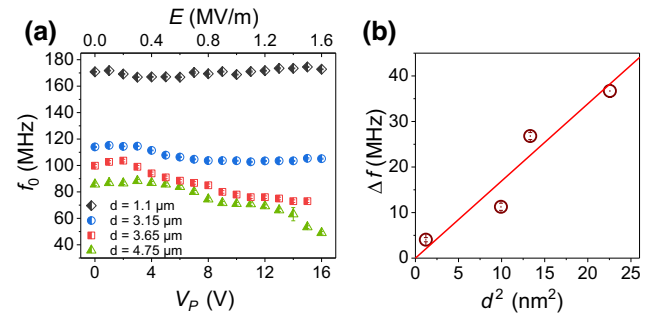 (a)
E (MV/m)
0.0 0.4 0.8 1.2 1.6
180
160
140
120
100
80
60
40
f₀ (MHz)
d = 1.1 μm
d = 3.15 μm
d = 3.65 μm
d = 4.75 μm
0 4 8 12 16
V_P (V)
(b)
40
30
20
10
0
Δf (MHz)
0 5 10 15 20 25
d² (nm²)